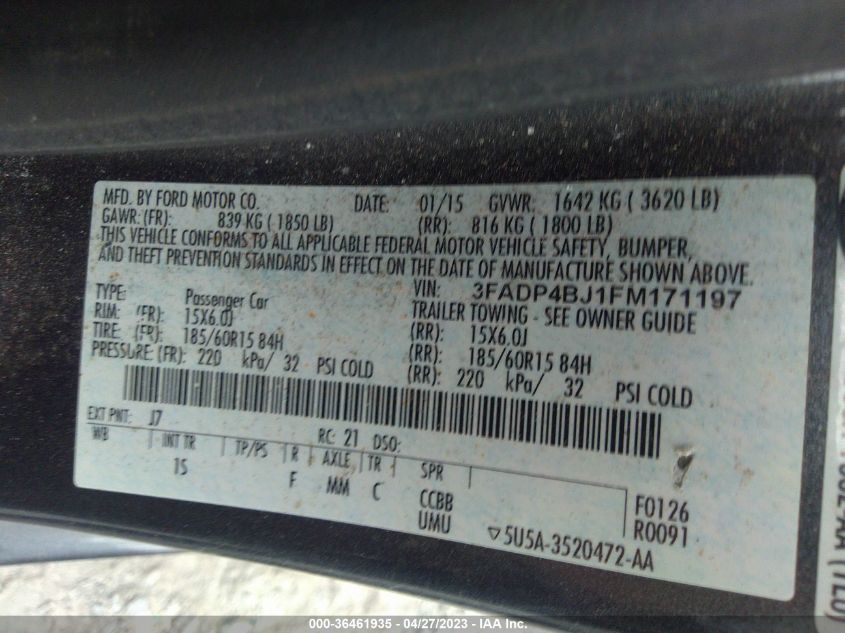 MFD. BY FORD MOTOR CO. DATE: 01/15 GVWR: 1642 KG ( 3620 LB)
GAWR: (FR): 839 KG ( 1850 LB) (RR): 816 KG ( 1800 LB)
THIS VEHICLE CONFORMS TO ALL APPLICABLE FEDERAL MOTOR VEHICLE SAFETY, BUMPER,
AND THEFT PREVENTION STANDARDS IN EFFECT ON THE DATE OF MANUFACTURE SHOWN ABOVE.
VIN: 3FADP4BJ1FM171197
TYPE: Passenger Car TRAILER TOWING - SEE OWNER GUIDE
RIM: (FR): 15X6.0J (RR): 15X6.0J
TIRE: (FR): 185/60R15 84H (RR): 185/60R15 84H
PRESSURE: (FR): 220 kPa/ 32 PSI COLD (RR): 220 kPa/ 32 PSI COLD
EXT PNT: J7 RC: 21 DSO:
WB INT TR TP/PS R AXLE TR SPR
15 F MM C CCBB F0126
UMU R0091
5U5A-3520472-AA
000-36461935 - 04/27/2023 - IAA Inc.